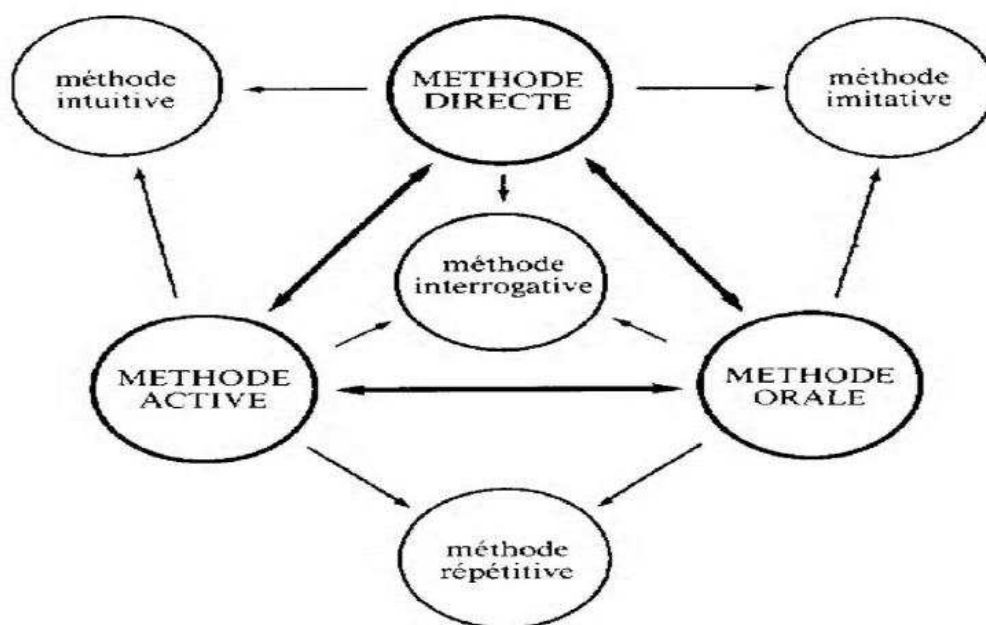 méthode
intuitive
METHODE
DIRECTE
méthode
imitative
méthode
interrogative
METHODE
ACTIVE
METHODE
ORALE
méthode
répétitive